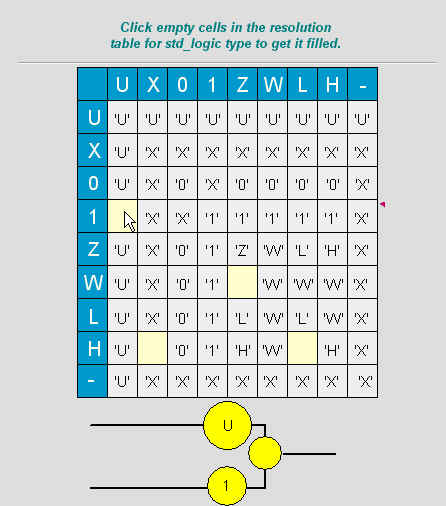 Click empty cells in the resolution
table for std_logic type to get it filled.
U X 0 1 Z W L H -
U 'U' 'U' 'U' 'U' 'U' 'U' 'U' 'U' 'U'
X 'U' 'X' 'X' 'X' 'X' 'X' 'X' 'X' 'X'
0 'U' 'X' '0' 'X' '0' '0' '0' '0' 'X'
1 'X' 'X' '1' '1' '1' '1' '1' 'X'
Z 'U' 'X' '0' '1' 'Z' 'W' 'L' 'H' 'X'
W 'U' 'X' '0' '1' 'W' 'W' 'W' 'X'
L 'U' 'X' '0' '1' 'L' 'W' 'L' 'W' 'X'
H 'U' '0' '1' 'H' 'W' 'H' 'X'
- 'U' 'X' 'X' 'X' 'X' 'X' 'X' 'X' 'X'
U
1